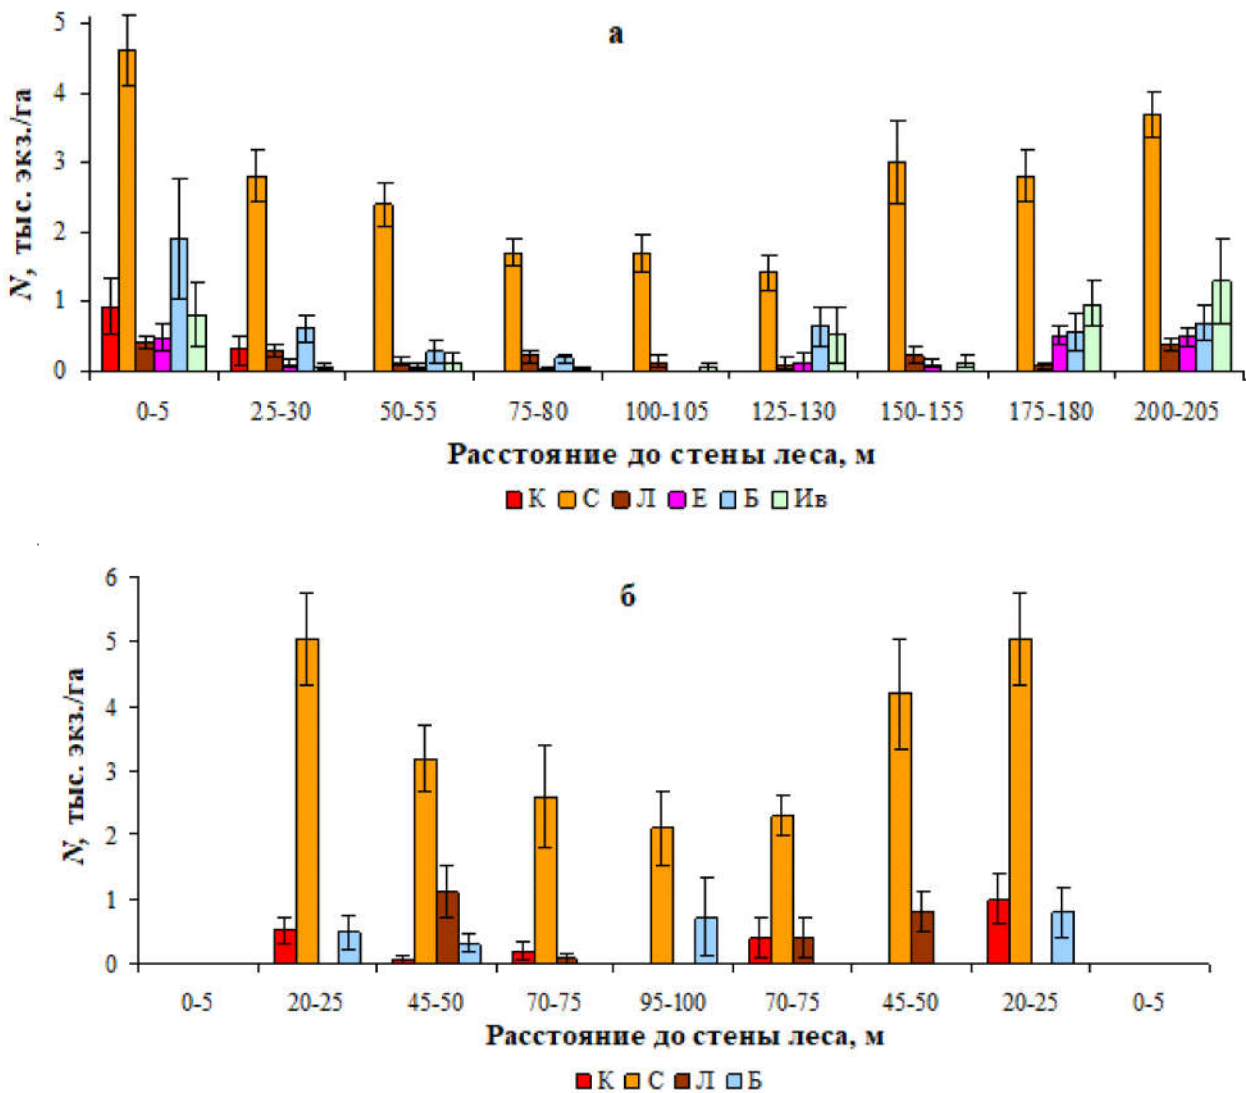 а
N, тыс. экз./га
5
4
3
2
1
0
0-5 25-30 50-55 75-80 100-105 125-130 150-155 175-180 200-205
Расстояние до стены леса, м
К С Л Е Б Ив
б
N, тыс. экз./га
6
5
4
3
2
1
0
0-5 20-25 45-50 70-75 95-100 70-75 45-50 20-25 0-5
Расстояние до стены леса, м
К С Л Б